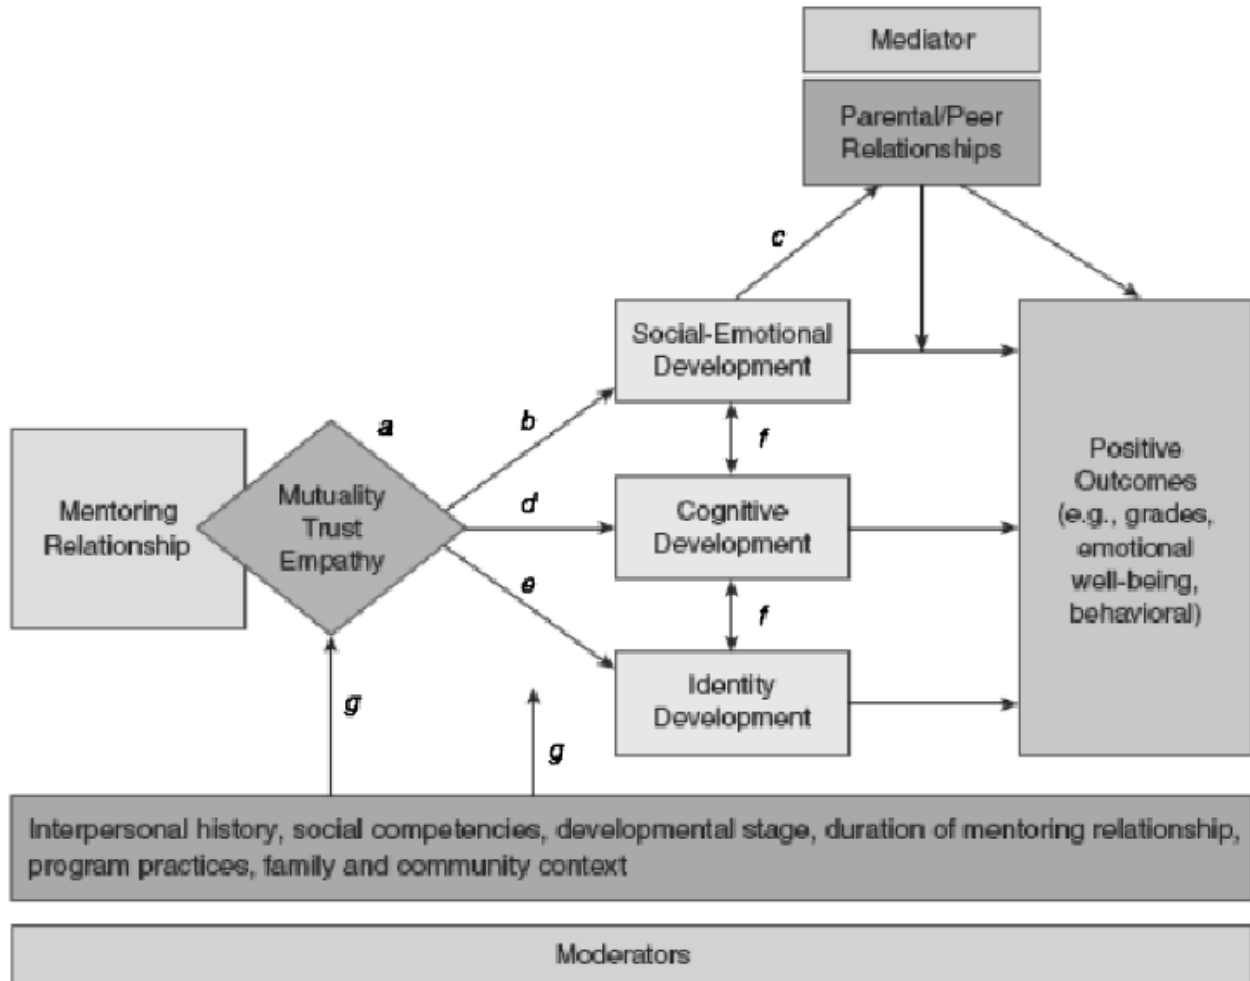 Mediator
Parental/Peer
Relationships
c
Social-Emotional
Development
a
b
f
Mentoring
Relationship
Mutuality
Trust
Empathy
d
Cognitive
Development
Positive
Outcomes
(e.g., grades,
emotional
well-being,
behavioral)
e
f
Identity
Development
g
g
Interpersonal history, social competencies, developmental stage, duration of mentoring relationship,
program practices, family and community context
Moderators